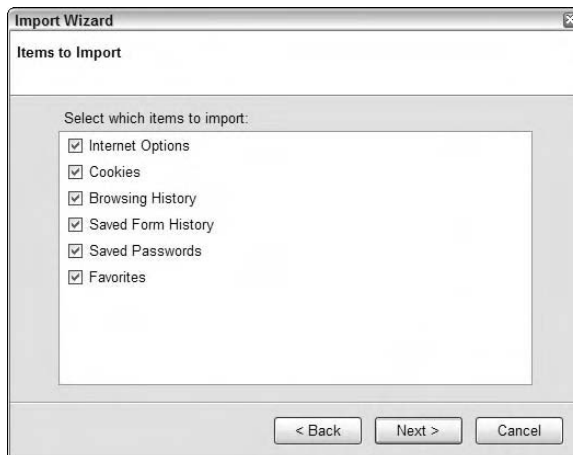 Import Wizard
Items to Import
Select which items to import:
Internet Options
Cookies
Browsing History
Saved Form History
Saved Passwords
Favorites
< Back Next > Cancel